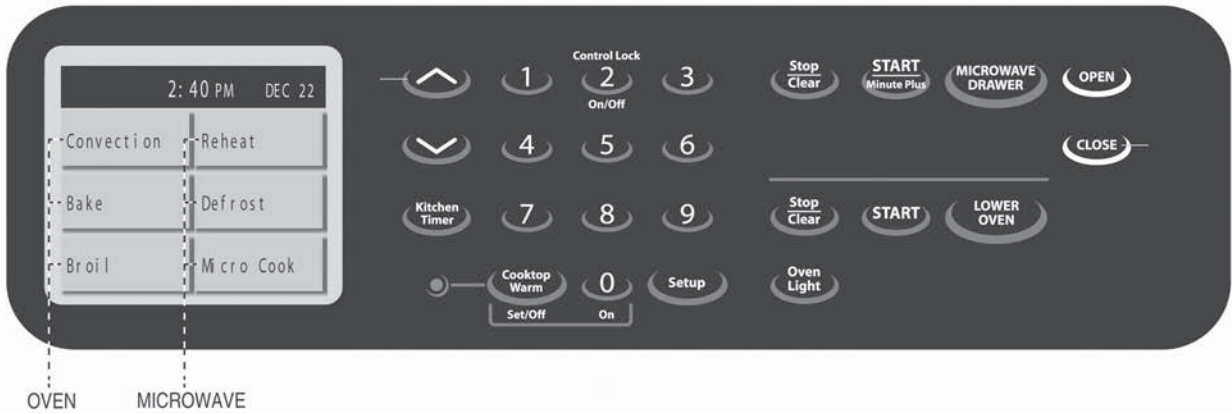 2:40 PM DEC 22
Convection Reheat
Bake Defrost
Broil Micro Cook
OVEN MICROWAVE
Control Lock
1 2 3
On/Off
4 5 6
Kitchen
Timer
7 8 9
Cooktop
Warm
0
Setup
Set/Off On
Stop
Clear
START
Minute Plus
MICROWAVE
DRAWER
OPEN
CLOSE
Stop
Clear
START
LOWER
OVEN
Oven
Light